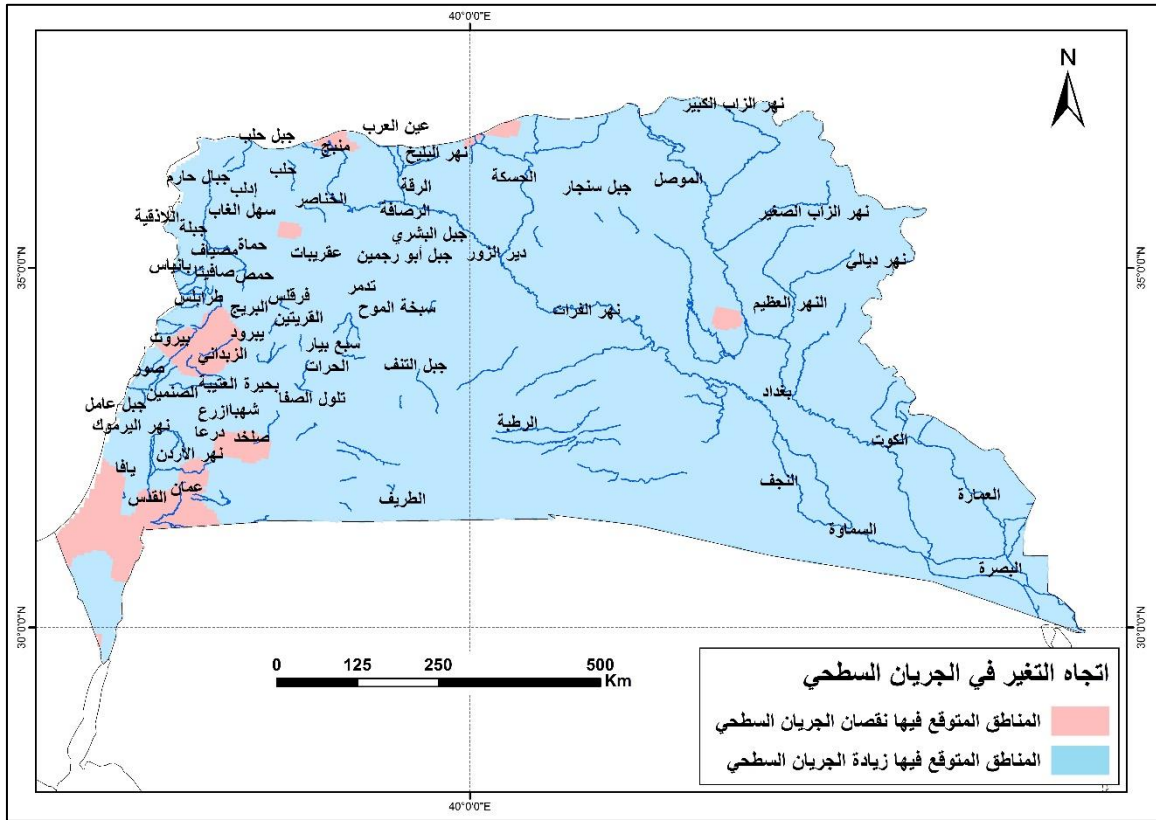 40°0'0"E
N
نهر الزاب الكبير
عين العرب
جبل حلب
منبج
نهر البليخ
حلب
جبال حارم
إدلب
الخناصر
الرقة
الحسكة
جبل سنجار
الموصل
سهل الغاب
الرصافة
نهر الزاب الصغير
اللاذقية
جبلة
جبل البشري
حماة
مصياف
عقريبات
جبل أبو رجمين
دير الزور
نهر ديالي
35°0'0"N
35°0'0"N
بانياس
صافيتا
حمص
تدمر
فرقلس
طرابلس
البريج
سبخة الموح
نهر الفرات
النهر العظيم
القريتين
يبرود
بيروت
سبع بيار
الزبداني
صور
الحرات
جبل التنف
بحيرة العتيبة
الصنمين
تلول الصفا
بغداد
جبل عامل
شهبا
ازرع
نهر اليرموك
درعا
صلخد
الرطبة
الكوت
نهر الأردن
يافا
عمان
القدس
الطريف
النجف
العمارة
السماوة
البصرة
30°0'0"N
30°0'0"N
0 125 250 500
Km
اتجاه التغير في الجريان السطحي
المناطق المتوقع فيها نقصان الجريان السطحي
المناطق المتوقع فيها زيادة الجريان السطحي
40°0'0"E